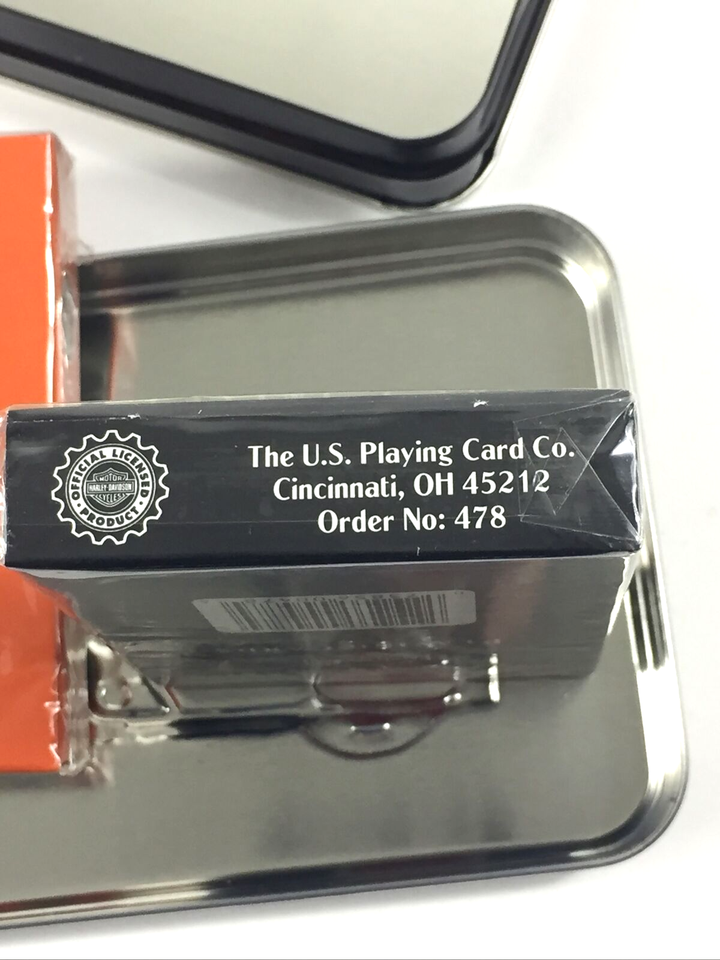 OFFICIAL LICENSED
MOTOR
HARLEY-DAVIDSON
CYCLES
PRODUCT
The U.S. Playing Card Co.
Cincinnati, OH 45212
Order No: 478